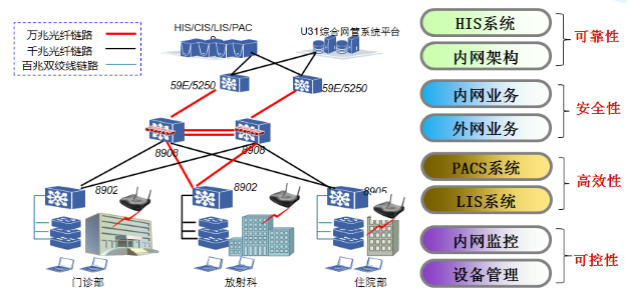 万兆光纤链路
千兆光纤链路
百兆双绞线链路
HIS/CIS/LIS/PAC
U31综合网管系统平台
59E/5250
59E/5250
8908
8908
8902
8902
8905
门诊部
放射科
住院部
HIS系统
内网架构
可靠性
内网业务
外网业务
安全性
PACS系统
LIS系统
高效性
内网监控
设备管理
可控性